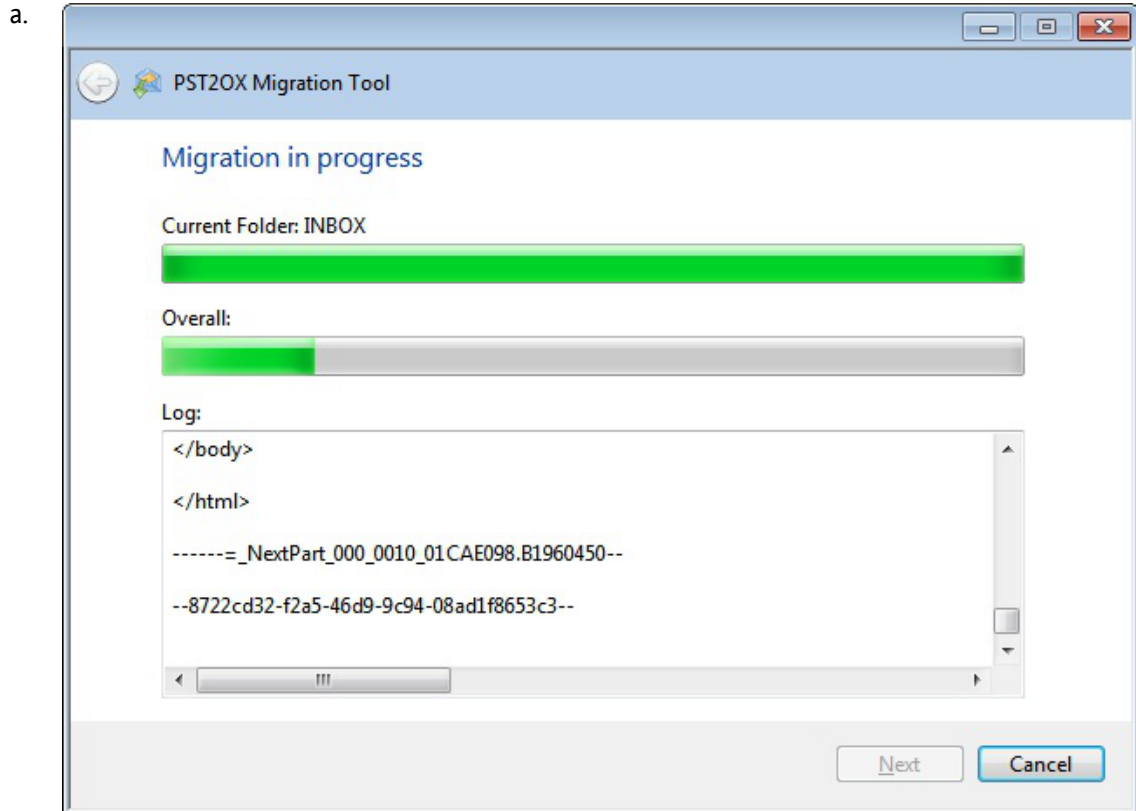 a.
PST2OX Migration Tool
Migration in progress
Current Folder: INBOX
Overall:
Log:
</body>
</html>
------=_NextPart_000_0010_01CAE098.B1960450--
--8722cd32-f2a5-46d9-9c94-08ad1f8653c3--
Next
Cancel